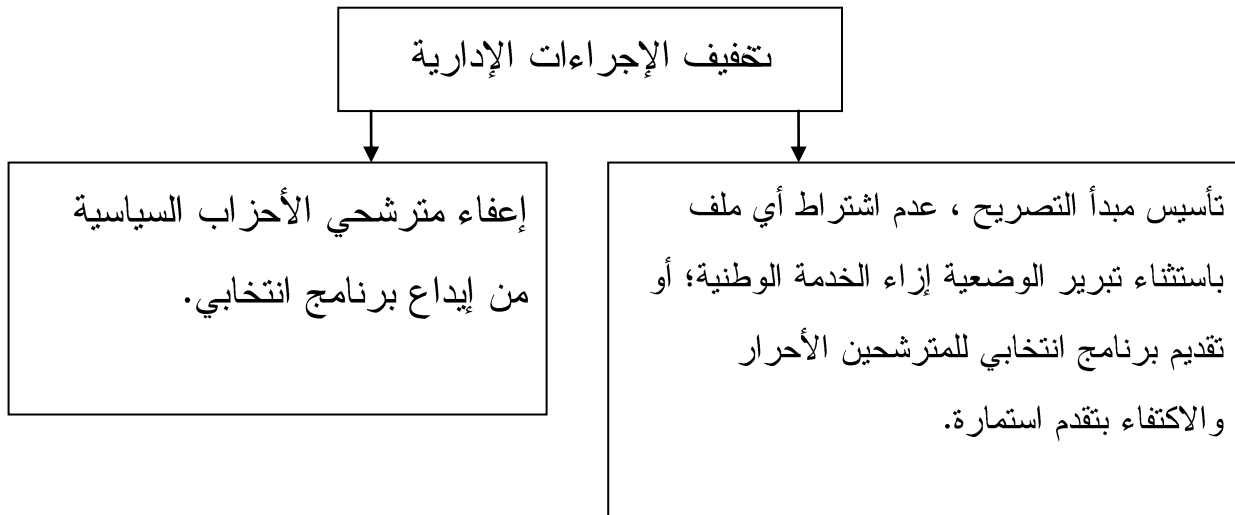 تخفيف الإجراءات الإدارية
تأسيس مبدأ التصريح ، عدم اشتراط أي ملف
باستثناء تبرير الوضعية إزاء الخدمة الوطنية؛ أو
تقديم برنامج انتخابي للمترشحين الأحرار
والاكتفاء بتقدم استمارة.
إعفاء مترشحي الأحزاب السياسية
من إيداع برنامج انتخابي.